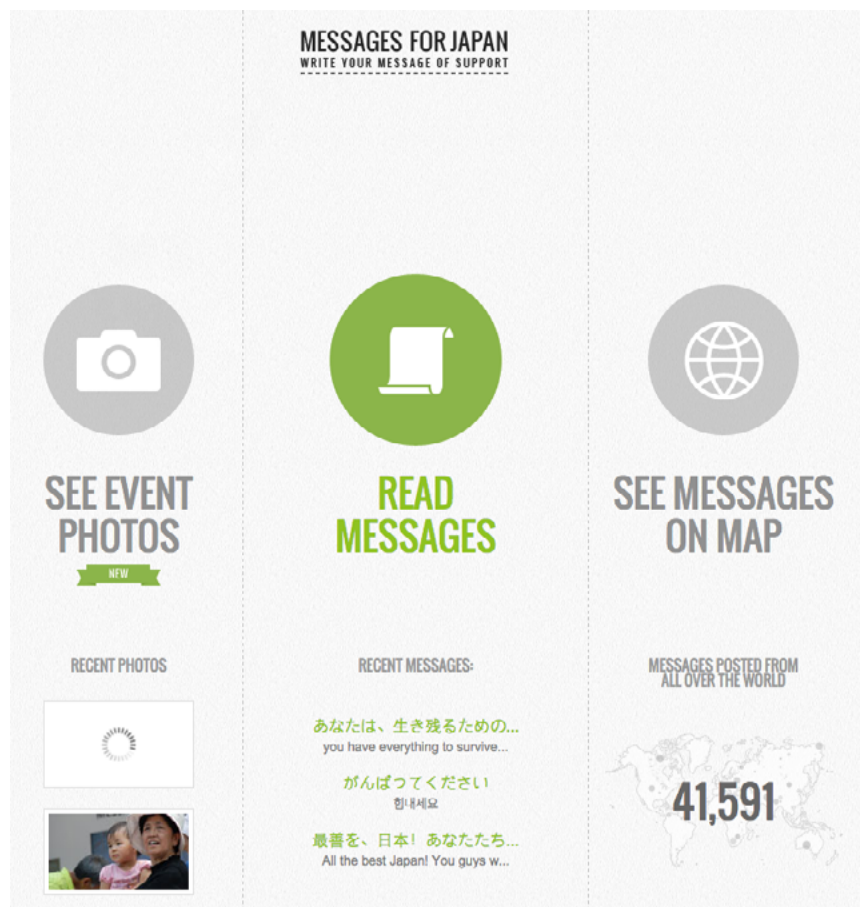 MESSAGES FOR JAPAN
WRITE YOUR MESSAGE OF SUPPORT
SEE EVENT
PHOTOS
NEW
RECENT PHOTOS
READ
MESSAGES
RECENT MESSAGES:
あなたは、生き残るための...
you have everything to survive...
がんばってください
힘내세요
最善を、日本！あなたたち...
All the best Japan! You guys w...
SEE MESSAGES
ON MAP
MESSAGES POSTED FROM
ALL OVER THE WORLD
41,591